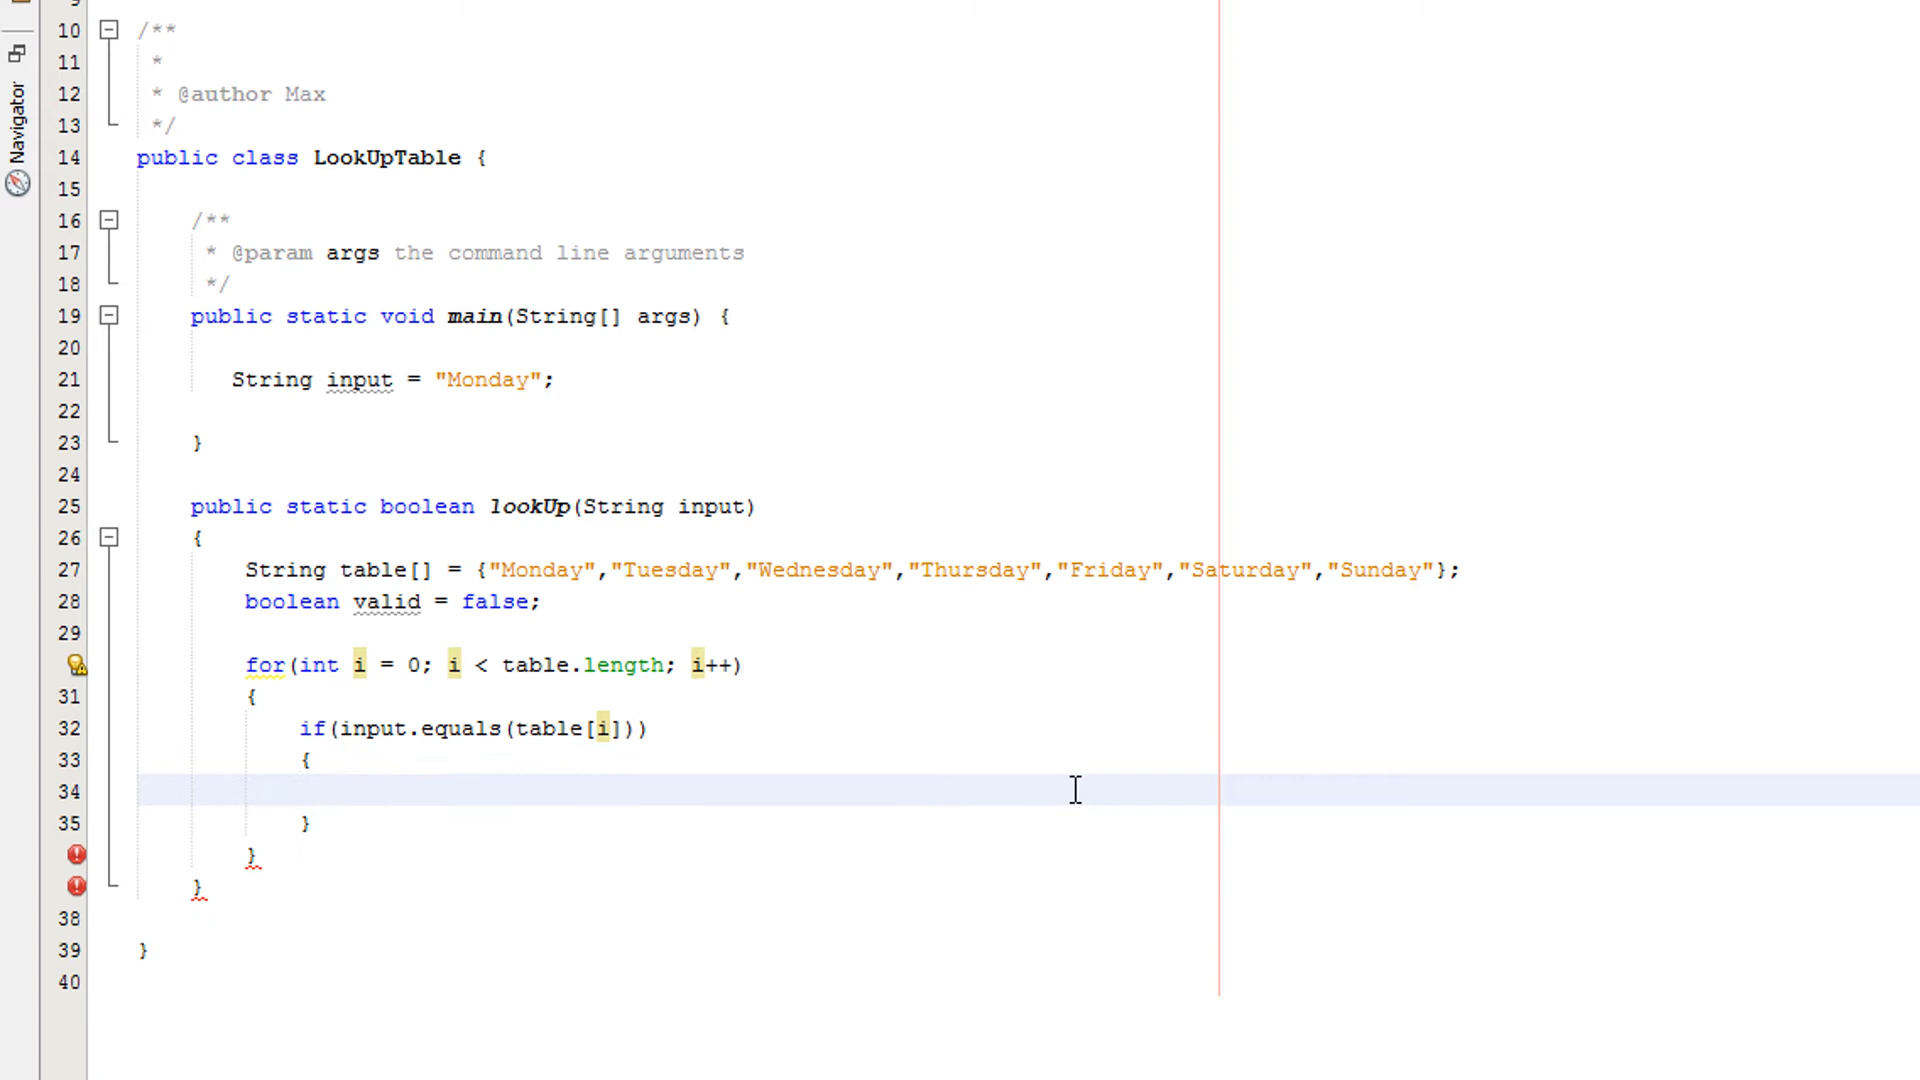 Navigator
9
10 /**
11 *
12 * @author Max
13 */
14 public class LookUpTable {
15
16 /**
17 * @param args the command line arguments
18 */
19 public static void main(String[] args) {
20
21 String input = "Monday";
22
23 }
24
25 public static boolean lookUp(String input)
26 {
27 String table[] = {"Monday","Tuesday","Wednesday","Thursday","Friday","Saturday","Sunday"};
28 boolean valid = false;
29
for(int i = 0; i < table.length; i++)
31 {
32 if(input.equals(table[i]))
33 {
34
35 }
}
}
38
39 }
40